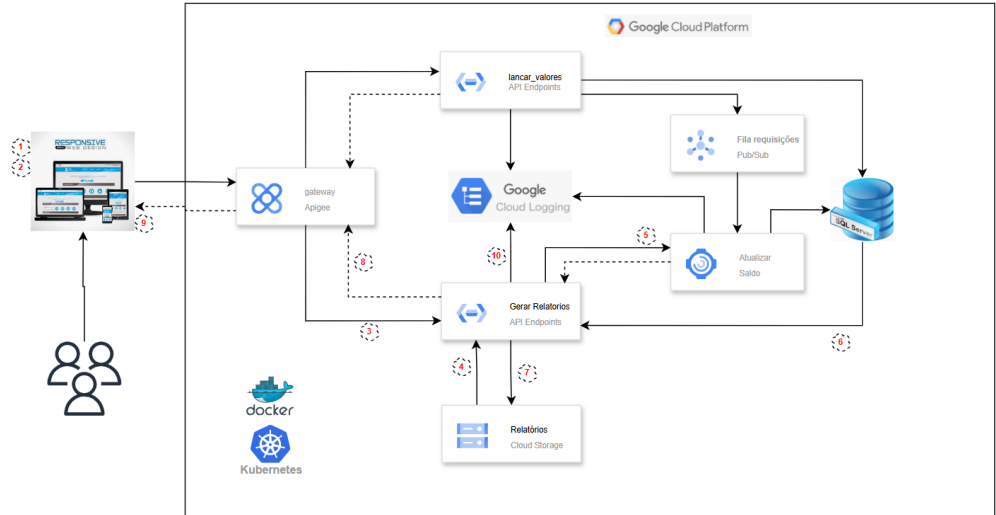 Google Cloud Platform
lancar_valores
API Endpoints
Fila requisições
Pub/Sub
1
2
RESPONSIVE
WEB DESIGN
gateway
Apigee
Google
Cloud Logging
SQL Server
9
5
8
10
Atualizar
Saldo
Gerar Relatorios
API Endpoints
3
6
4
7
docker
Relatórios
Cloud Storage
Kubernetes